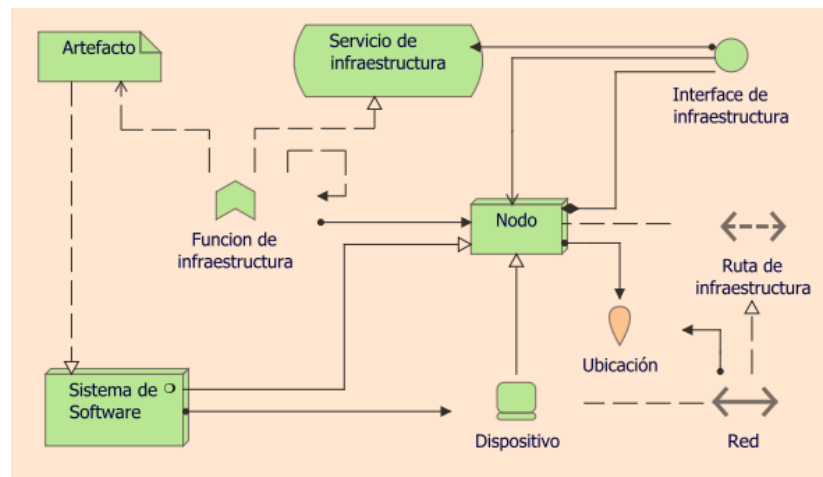 Artefacto
Servicio de
infraestructura
Interface de
infraestructura
Nodo
Funcion de
infraestructura
Ruta de
infraestructura
Ubicación
Sistema de
Software
Dispositivo
Red